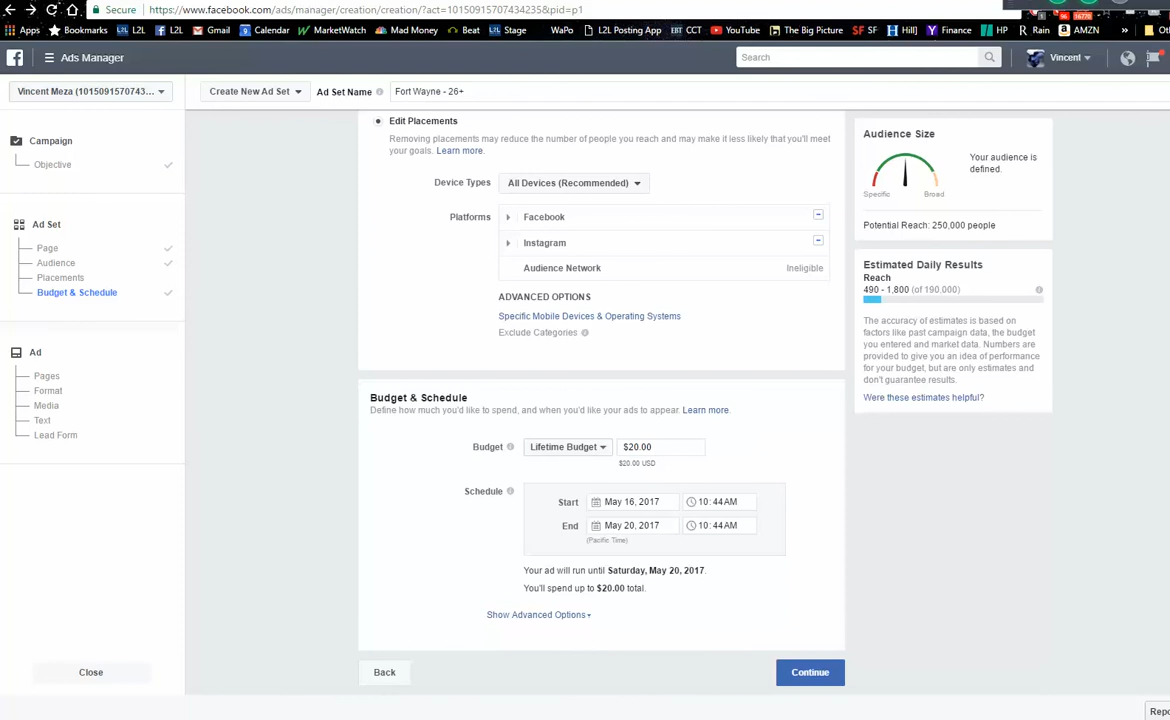 Secure https://www.facebook.com/ads/manager/creation/creation/?act=10150915707434235&pid=p1
Apps Bookmarks L2L L2L Gmail Calendar MarketWatch Mad Money Beat Stage WaPo L2L Posting App EBT CCT YouTube The Big Picture SF SF Hill] HP Rain Finance AMZN »
Ads Manager Search Vincent
Vincent Meza (1015091570743... Create New Ad Set Ad Set Name Fort Wayne - 26+
Campaign
Objective
Ad Set
Page
Audience
Placements
Budget & Schedule
Ad
Pages
Format
Media
Text
Lead Form
Close
Edit Placements
Removing placements may reduce the number of people you reach and may make if less likely that you'll meet
your goals. Learn more.
Device Types All Devices (Recommended)
Platforms Facebook
Instagram
Audience Network Ineligible
ADVANCED OPTIONS
Specific Mobile Devices & Operating Systems
Exclude Categories
Budget & Schedule
Define how much you'd like to spend, and when you'd like your ads to appear. Learn more.
Budget Lifetime Budget $20.00
$20.00 USD
Schedule
Start May 16, 2017 10:44AM
End May 20, 2017 10:44AM
(Pacific Time)
Your ad will run until Saturday, May 20, 2017.
You'll spend up to $20.00 total.
Show Advanced Options
Back Continue
Audience Size
Your audience is
defined.
Specific Broad
Potential Reach: 250,000 people
Estimated Daily Results
Reach
490 - 1,800 (of 190,000)
The accuracy of estimates is based on
factors like past campaign data, the budget
you entered and market data. Numbers are
provided to give you an idea of performance
for your budget, but are only estimates and
don't guarantee results.
Were these estimates helpful?
Repo